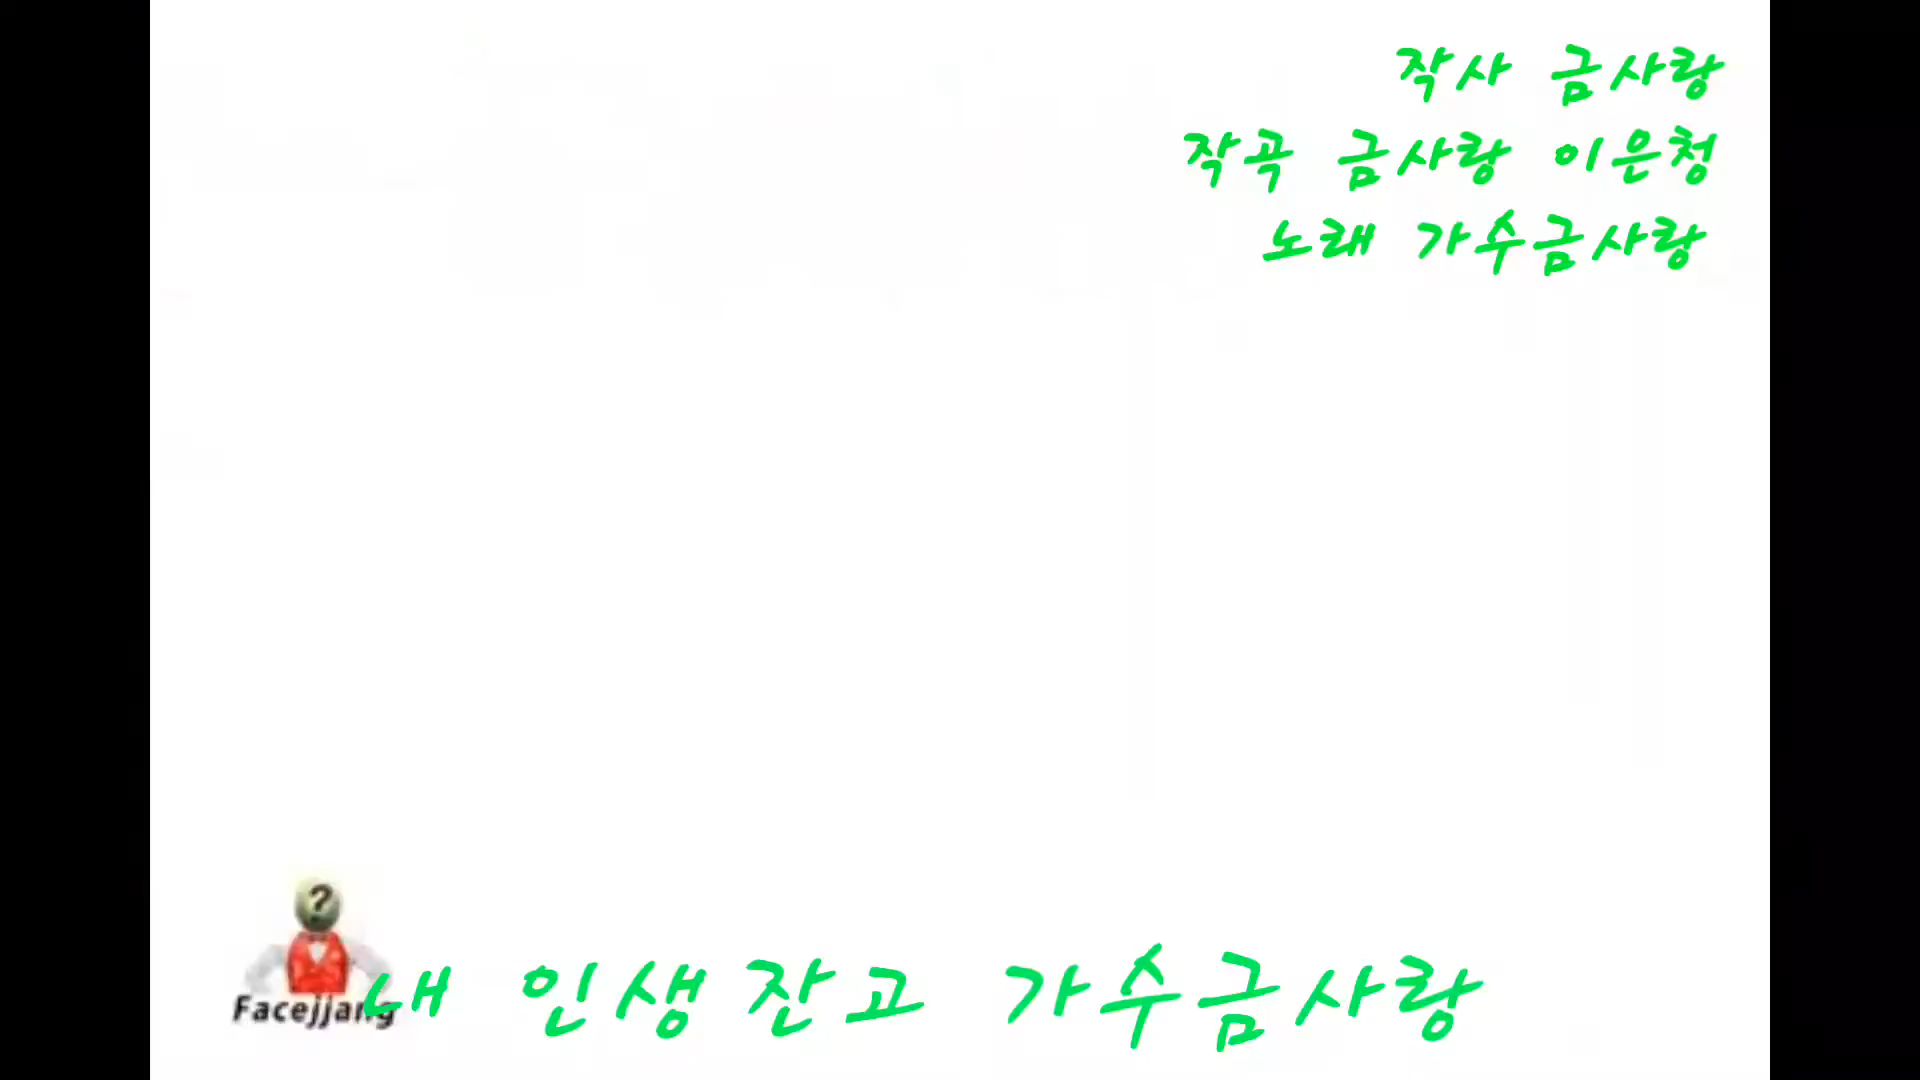 작사 금사랑
작곡 금사랑 이은청
노래 가수금사랑
?
Facejjang
내 인생잔고 가수금사랑